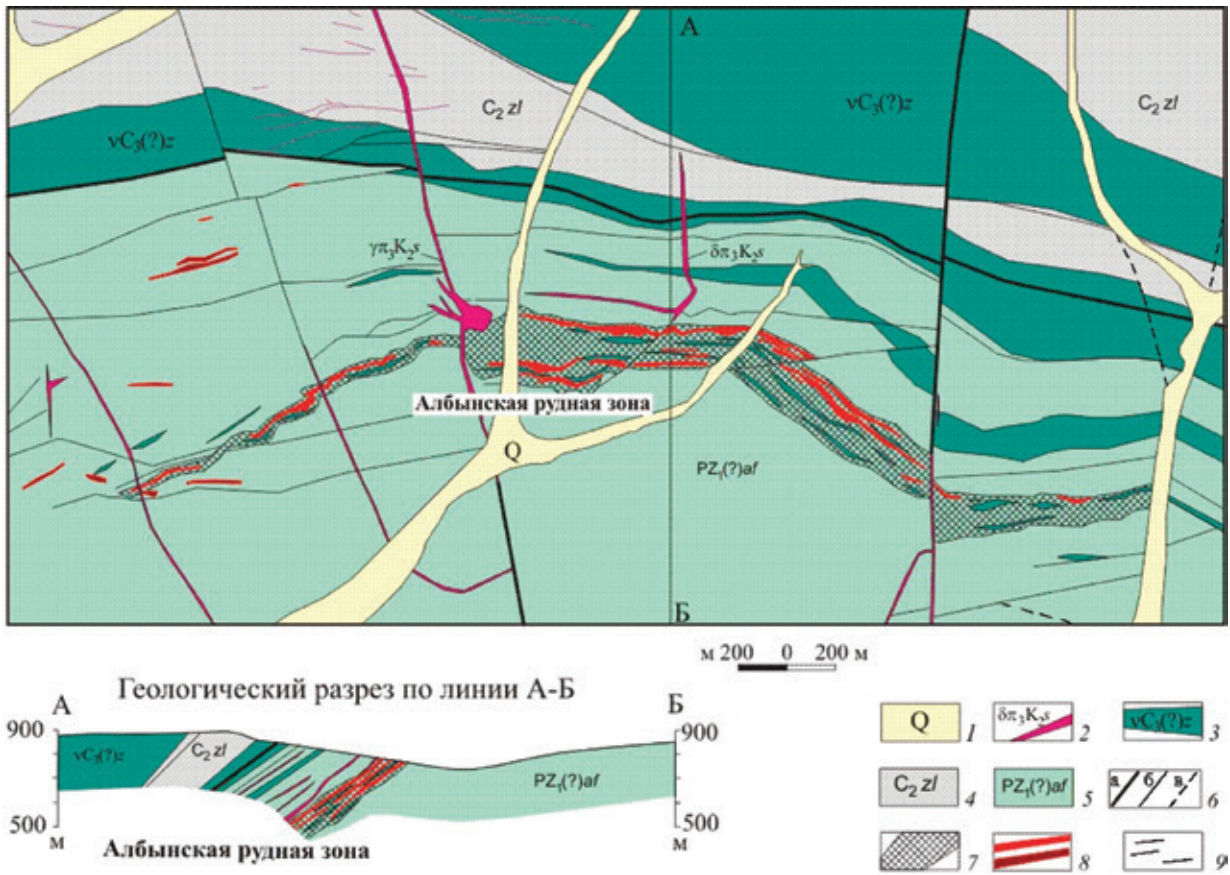 А
νC₃(?)z
C₂ zl
C₂ zl
νC₃(?)z
γπ₃K₂s
δπ₃K₂s
Албынская рудная зона
Q
PZ₁(?)af
Б
м 200 0 200 м
Геологический разрез по линии А-Б
А
Б
900
900
νC₃(?)z
C₂ zl
PZ₁(?)af
500
500
м
м
Албынская рудная зона
Q 1
δπ₃K₂s 2
νC₃(?)z 3
C₂ zl 4
PZ₁(?)af 5
а б в 6
7
8
9